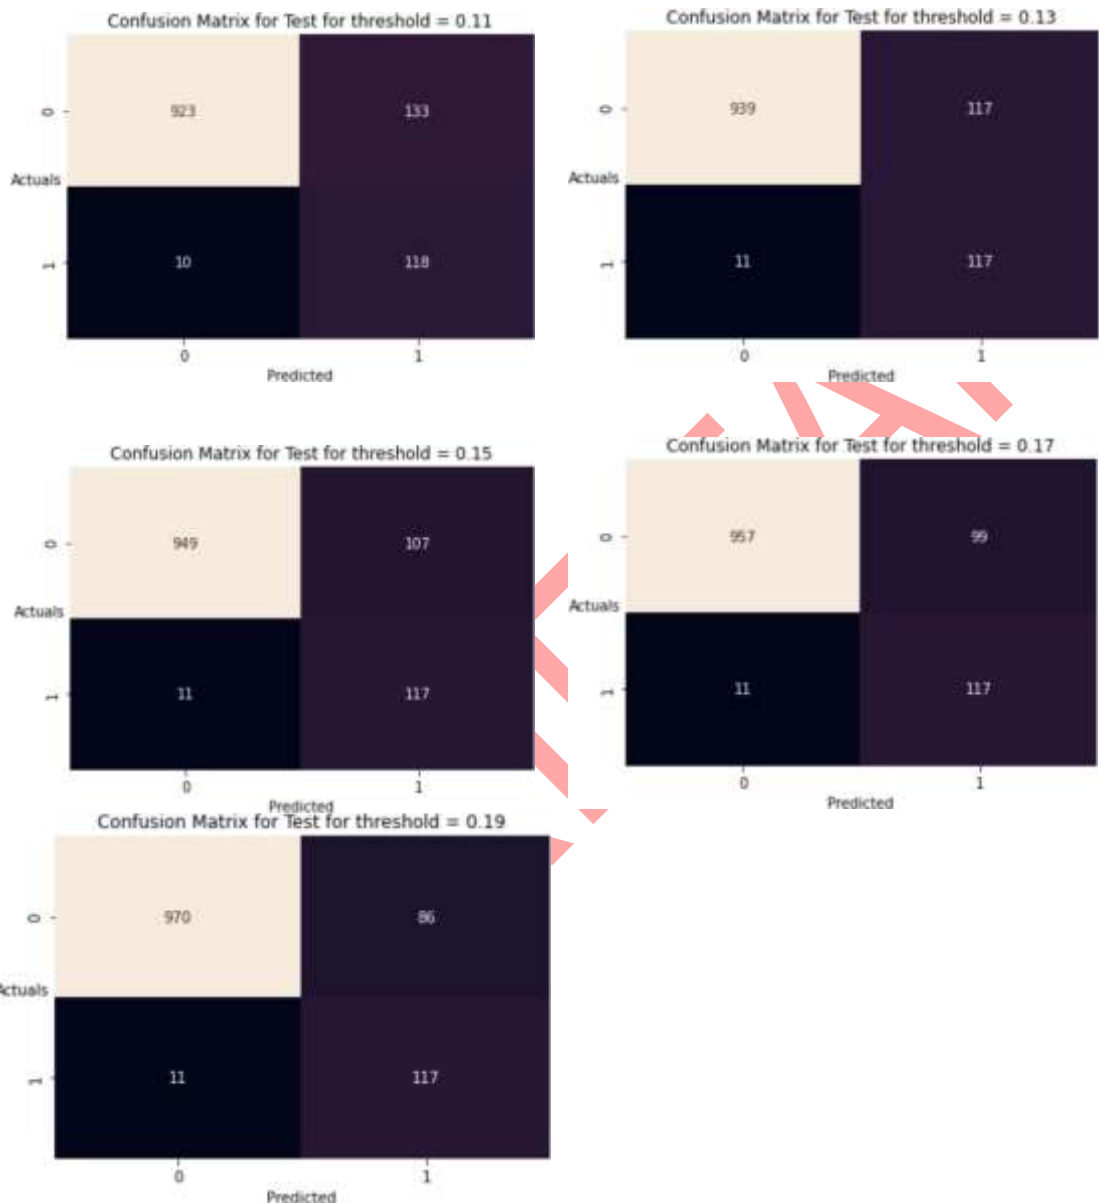 Confusion Matrix for Test for threshold = 0.11
0
923
133
Actuals
1
10
118
0
1
Predicted
Confusion Matrix for Test for threshold = 0.13
0
939
117
Actuals
1
11
117
0
1
Predicted
Confusion Matrix for Test for threshold = 0.15
0
949
107
Actuals
1
11
117
0
1
Predicted
Confusion Matrix for Test for threshold = 0.17
0
957
99
Actuals
1
11
117
0
1
Predicted
Confusion Matrix for Test for threshold = 0.19
0
970
86
Actuals
1
11
117
0
1
Predicted